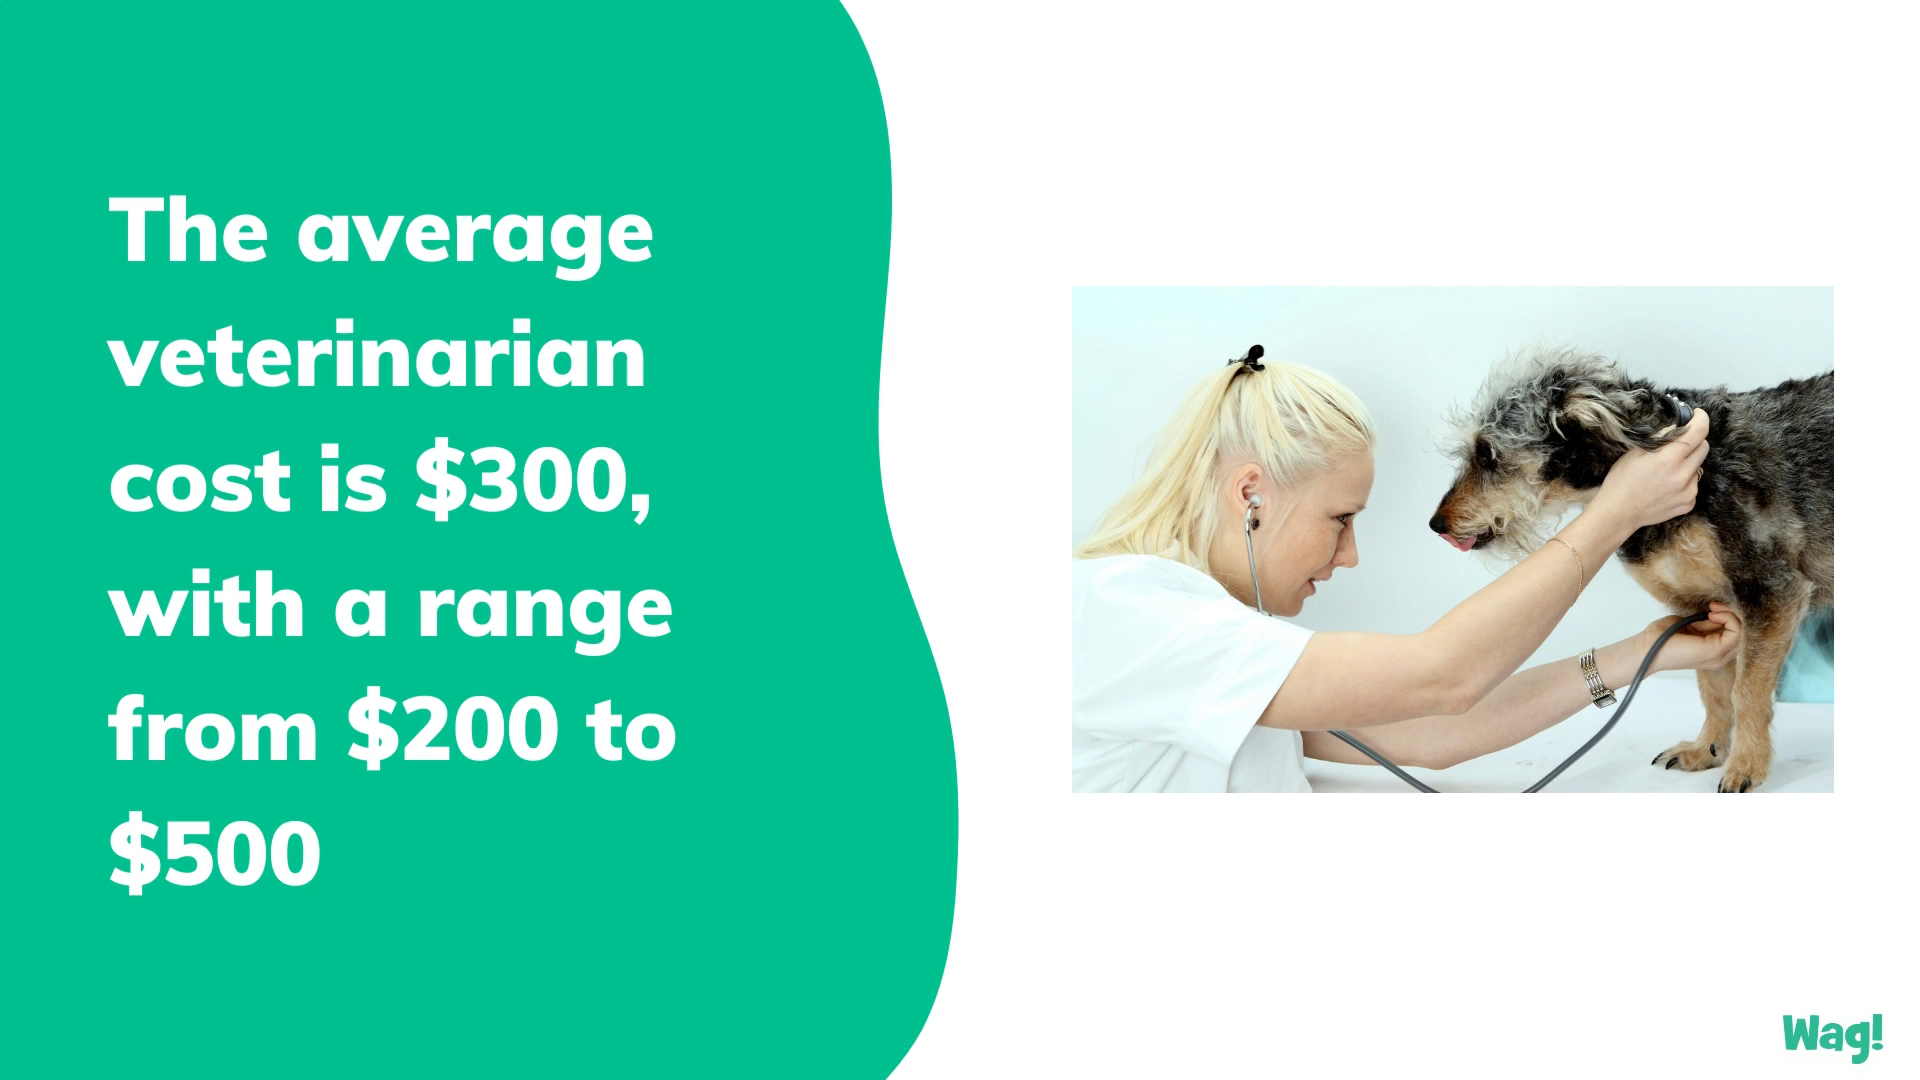 The average
veterinarian
cost is $300,
with a range
from $200 to
$500
Wag!